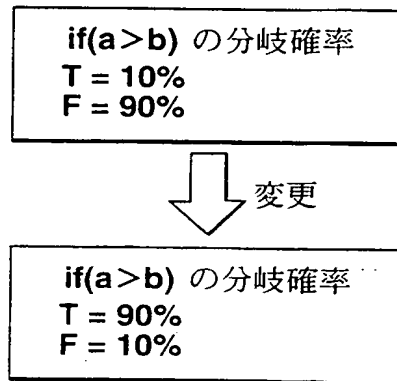 if(a>b) の分岐確率
T = 10%
F = 90%
変更
if(a>b) の分岐確率
T = 90%
F = 10%